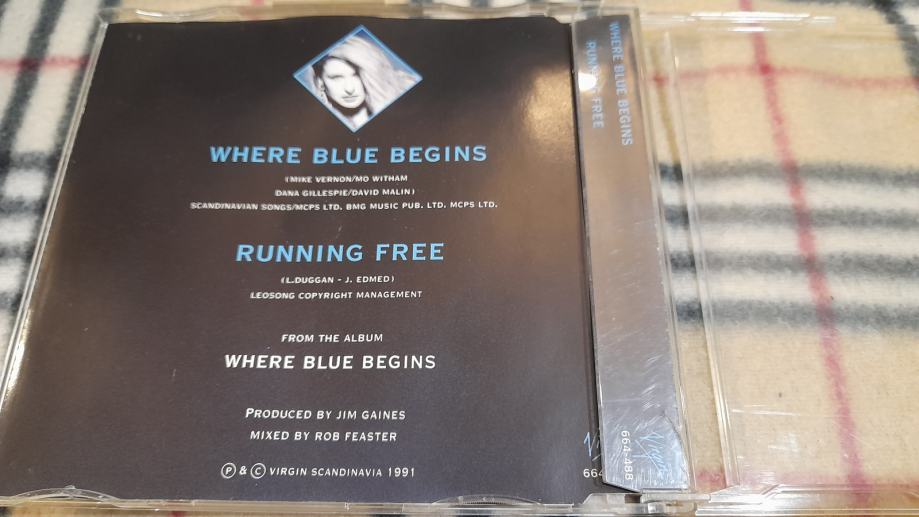 WHERE BLUE BEGINS
(MIKE VERNON/MO WITHAM
DANA GILLESPIE/DAVID MALIN)
SCANDINAVIAN SONGS/MCPS LTD. BMG MUSIC PUB. LTD. MCPS LTD.
RUNNING FREE
(L.DUGGAN - J. EDMED)
LEOSONG COPYRIGHT MANAGEMENT
FROM THE ALBUM
WHERE BLUE BEGINS
PRODUCED BY JIM GAINES
MIXED BY ROB FEASTER
Ⓟ & © VIRGIN SCANDINAVIA 1991
WHERE BLUE BEGINS
RUNNING FREE
Virgin
664-488
664